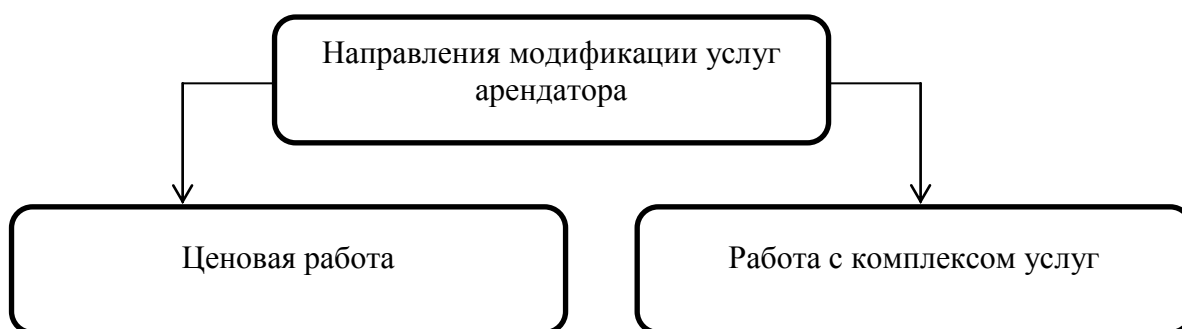 Направления модификации услуг
арендатора
Ценовая работа
Работа с комплексом услуг